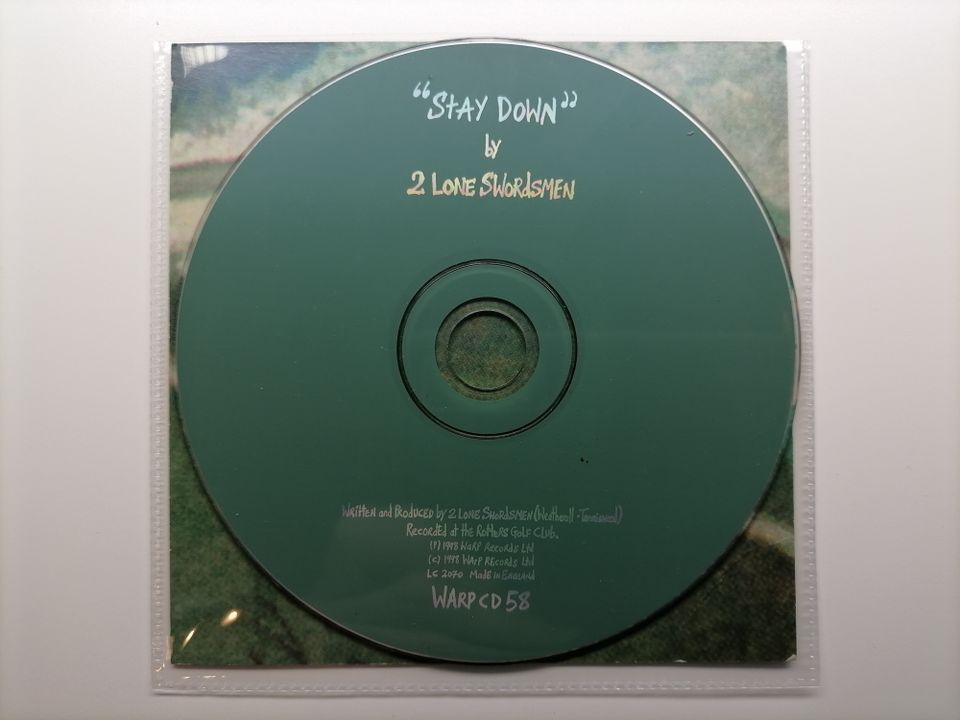 “Stay Down”
by
2 Lone Swordsmen
Written and Produced by 2 Lone Swordsmen (Weatherall - Tenniswood)
Recorded at the Rotters Golf Club.
(P) 1998 Warp Records Ltd
(C) 1998 Warp Records Ltd
LC 2070 Made in England
WARP CD 58